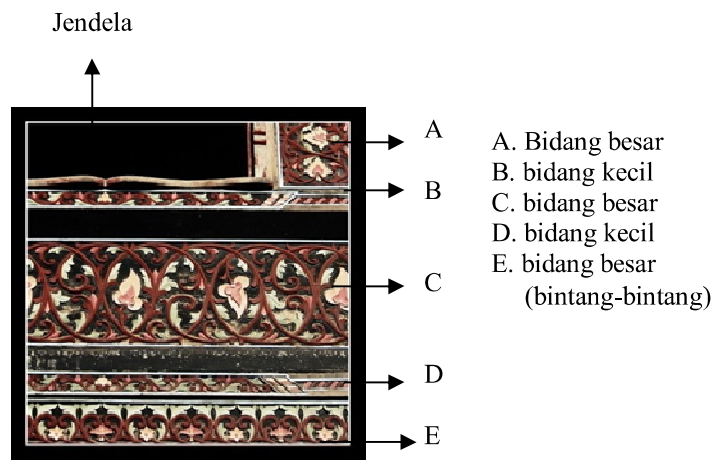 Jendela
A
B
C
D
E
A. Bidang besar
B. bidang kecil
C. bidang besar
D. bidang kecil
E. bidang besar
(bintang-bintang)